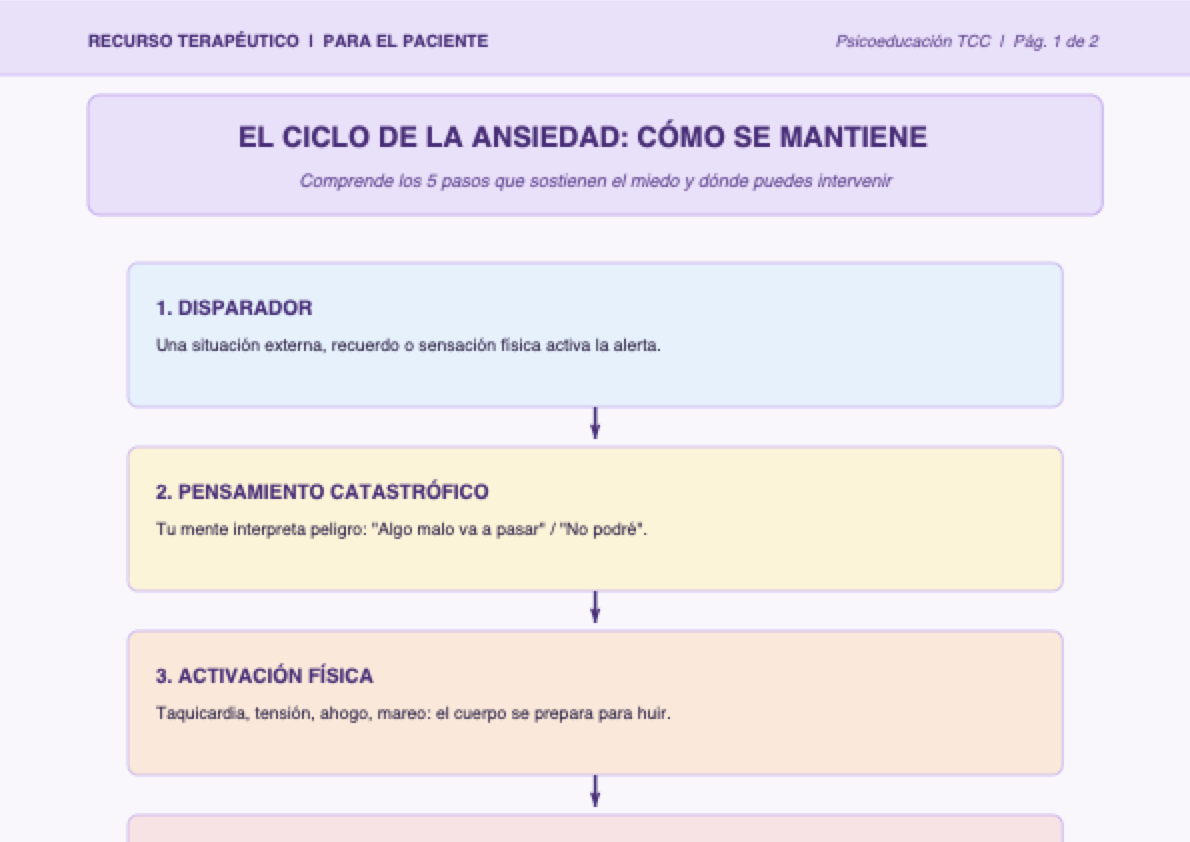 RECURSO TERAPÉUTICO | PARA EL PACIENTE
Psicoeducación TCC | Pág. 1 de 2
EL CICLO DE LA ANSIEDAD: CÓMO SE MANTIENE
Comprende los 5 pasos que sostienen el miedo y dónde puedes intervenir
1. DISPARADOR
Una situación externa, recuerdo o sensación física activa la alerta.
2. PENSAMIENTO CATASTRÓFICO
Tu mente interpreta peligro: "Algo malo va a pasar" / "No podré".
3. ACTIVACIÓN FÍSICA
Taquicardia, tensión, ahogo, mareo: el cuerpo se prepara para huir.